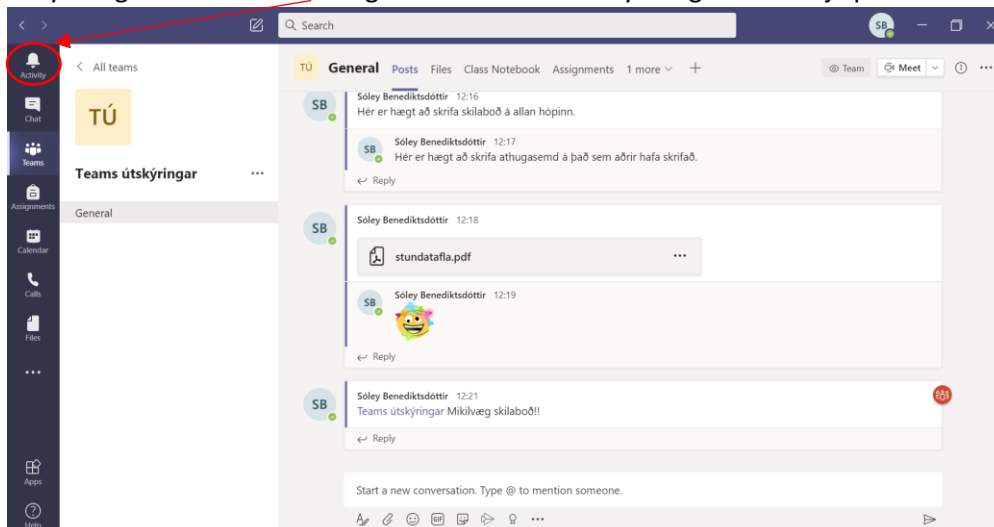 Search
SB
Activity
Chat
Teams
Assignments
Calendar
Calls
Files
Apps
Help
All teams
TÚ
Teams útskýringar
General
TÚ General Posts Files Class Notebook Assignments 1 more
Team Meet
SB Sóley Benediktsdóttir 12:16
Hér er hægt að skrifa skilaboð á allan hópinn.
SB Sóley Benediktsdóttir 12:17
Hér er hægt að skrifa athugasemd á það sem aðrir hafa skrifað.
Reply
SB Sóley Benediktsdóttir 12:18
stundatafla.pdf
SB Sóley Benediktsdóttir 12:19
Reply
SB Sóley Benediktsdóttir 12:21
Teams útskýringar Mikilvæg skilaboð!!
Reply
Start a new conversation. Type @ to mention someone.
GIF